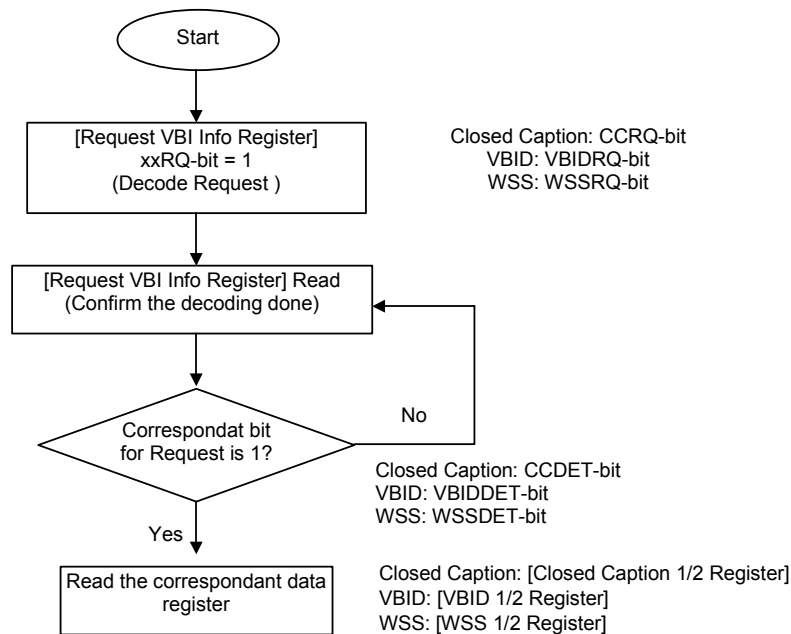 Start
[Request VBI Info Register]
xxRQ-bit = 1
(Decode Request )
Closed Caption: CCRQ-bit
VBID: VBIDRQ-bit
WSS: WSSRQ-bit
[Request VBI Info Register] Read
(Confirm the decoding done)
Correspondat bit
for Request is 1?
No
Closed Caption: CCDET-bit
VBID: VBIDDET-bit
WSS: WSSDET-bit
Yes
Read the correspondant data
register
Closed Caption: [Closed Caption 1/2 Register]
VBID: [VBID 1/2 Register]
WSS: [WSS 1/2 Register]